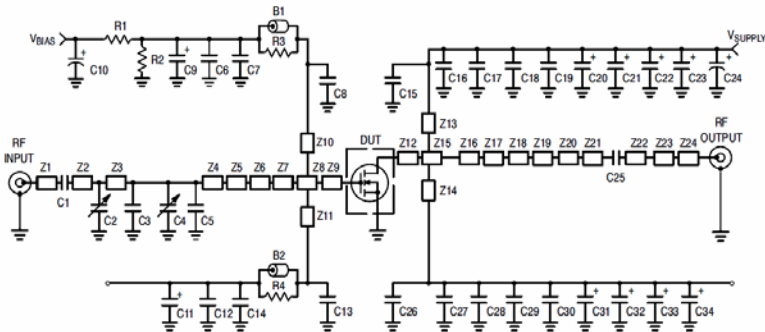 B1
R1
V_BIAS
R3
V_SUPPLY
R2
C10 C9 C6 C7
C8
C15
C16 C17 C18 C19 C20 C21 C22 C23 C24
RF
INPUT
Z10
DUT
Z13
RF
OUTPUT
Z1 Z2 Z3 Z4 Z5 Z6 Z7 Z8 Z9
Z12 Z15 Z16 Z17 Z18 Z19 Z20 Z21 Z22 Z23 Z24
C1
C25
C2 C3 C4 C5
Z11
Z14
B2
R4
C11 C12 C14
C13
C26 C27 C28 C29 C30 C31 C32 C33 C34